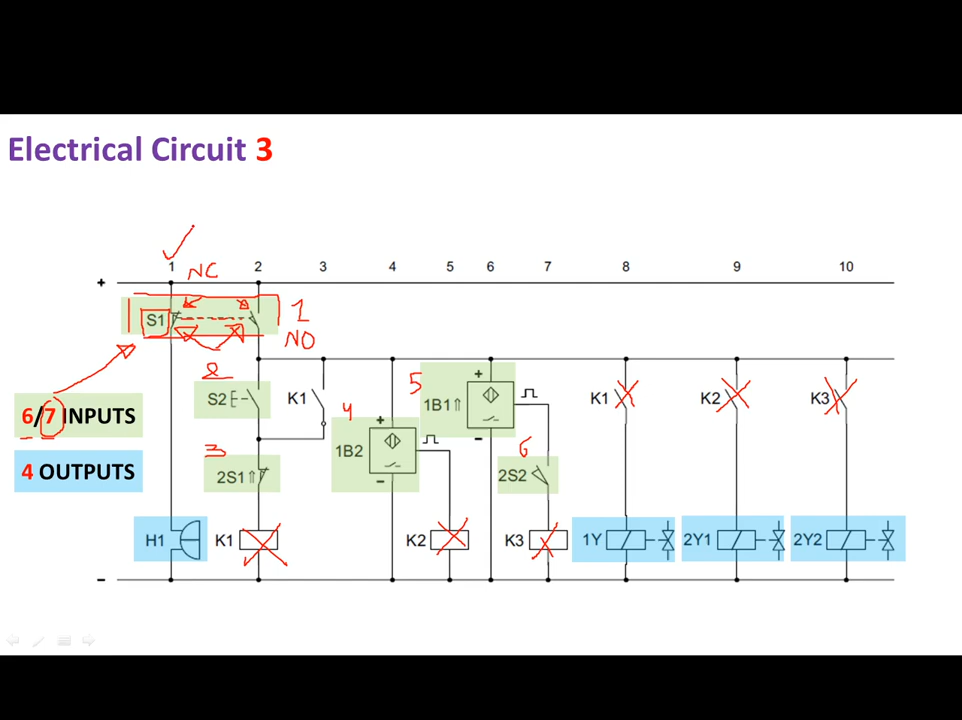 Electrical Circuit 3
1 2 3 4 5 6 7 8 9 10
NC
+
S1
1
NO
2
S2 K1
5
+
1B1⇑
K1 K2 K3
6/7 INPUTS
4
+
1B2
-
-
3
2S1⇑
6
2S2
4 OUTPUTS
H1 K1 K2 K3 1Y 2Y1 2Y2
-